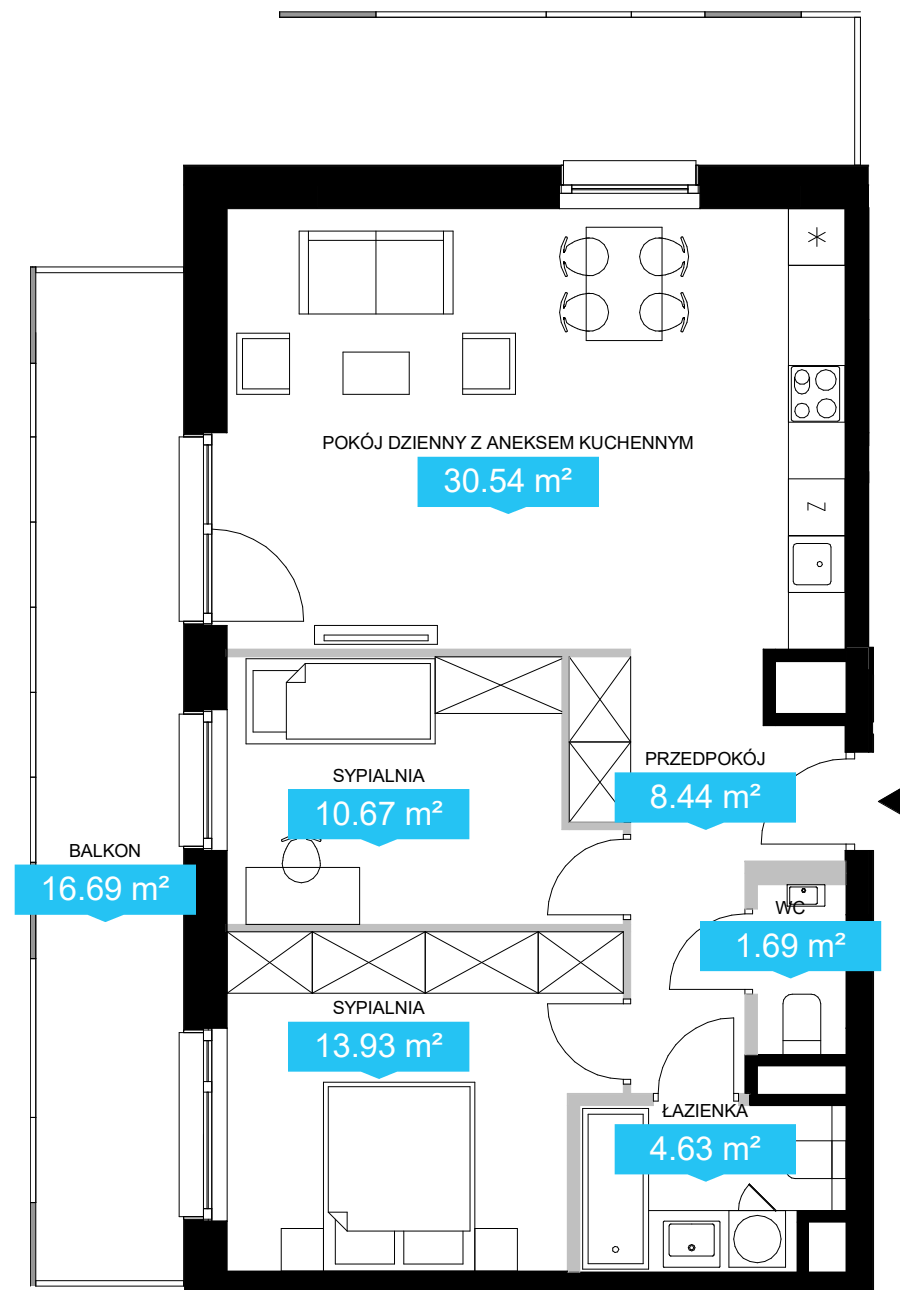 POKÓJ DZIENNY Z ANEKSEM KUCHENNYM
30.54 m²
Z
PRZEDPOKÓJ
8.44 m²
SYPIALNIA
10.67 m²
BALKON
16.69 m²
WC
1.69 m²
SYPIALNIA
13.93 m²
ŁAZIENKA
4.63 m²